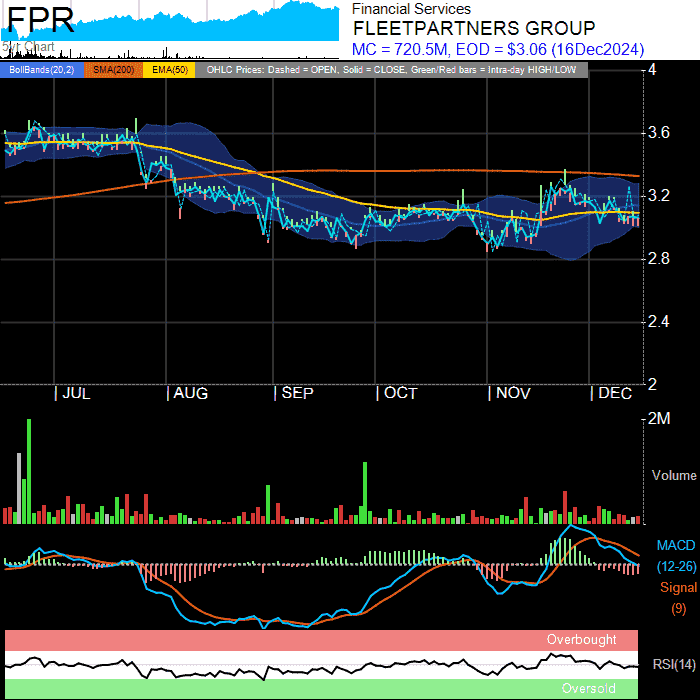 FPR
5yr Chart
Financial Services
FLEETPARTNERS GROUP
MC = 720.5M, EOD = $3.06 (16Dec2024)
BollBands(20,2) SMA(200) EMA(50) OHLC Prices: Dashed = OPEN, Solid = CLOSE, Green/Red bars = Intra-day HIGH/LOW
4
3.6
3.2
2.8
2.4
2
| JUL | AUG | SEP | OCT | NOV | DEC
2M
Volume
MACD
(12-26)
Signal
(9)
Overbought
RSI(14)
Oversold